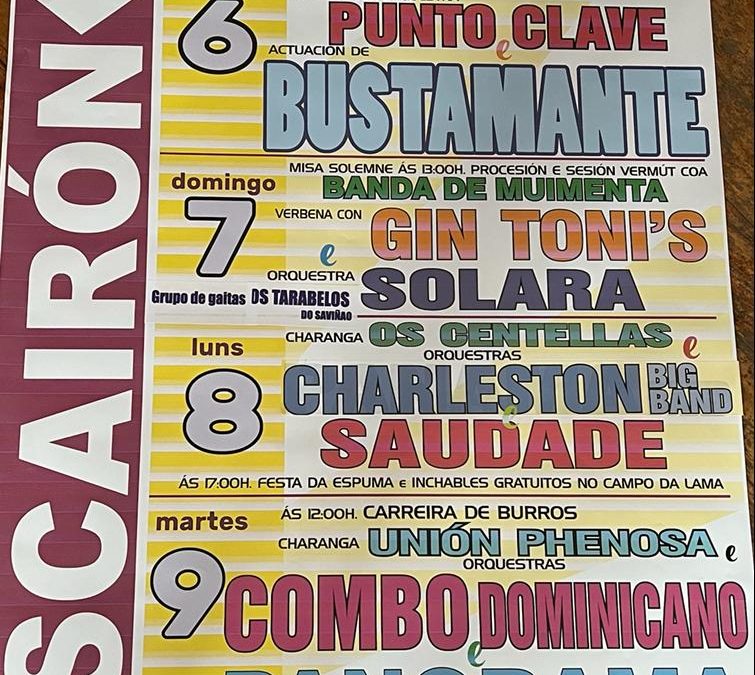 SCAIRÓN
6
PUNTO CLAVE
e
ACTUACION DE
BUSTAMANTE
MISA SOLEMNE ÁS 13:00H. PROCESIÓN E SESIÓN VERMÚT COA
domingo
BANDA DE MUIMENTA
7
VERBENA CON
GIN TONI'S
e
ORQUESTRA
SOLARA
Grupo de gaitas OS TARABELOS
DO SAVIÑAO
luns
8
CHARANGA OS CENTELLAS e
ORQUESTRAS
CHARLESTON BIG BAND
e
SAUDADE
ÁS 17:00H. FESTA DA ESPUMA e INCHABLES GRATUITOS NO CAMPO DA LAMA
martes
9
ÁS 12:00H. CARREIRA DE BURROS
CHARANGA UNIÓN PHENOSA e
ORQUESTRAS
COMBO DOMINICANO
e
PANORAMA